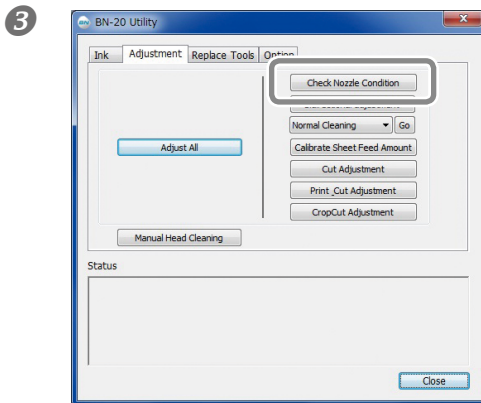 3
BN-20 Utility
Ink Adjustment Replace Tools Option
Check Nozzle Condition
Normal Cleaning Go
Adjust All
Calibrate Sheet Feed Amount
Cut Adjustment
Print_Cut Adjustment
CropCut Adjustment
Manual Head Cleaning
Status
Close